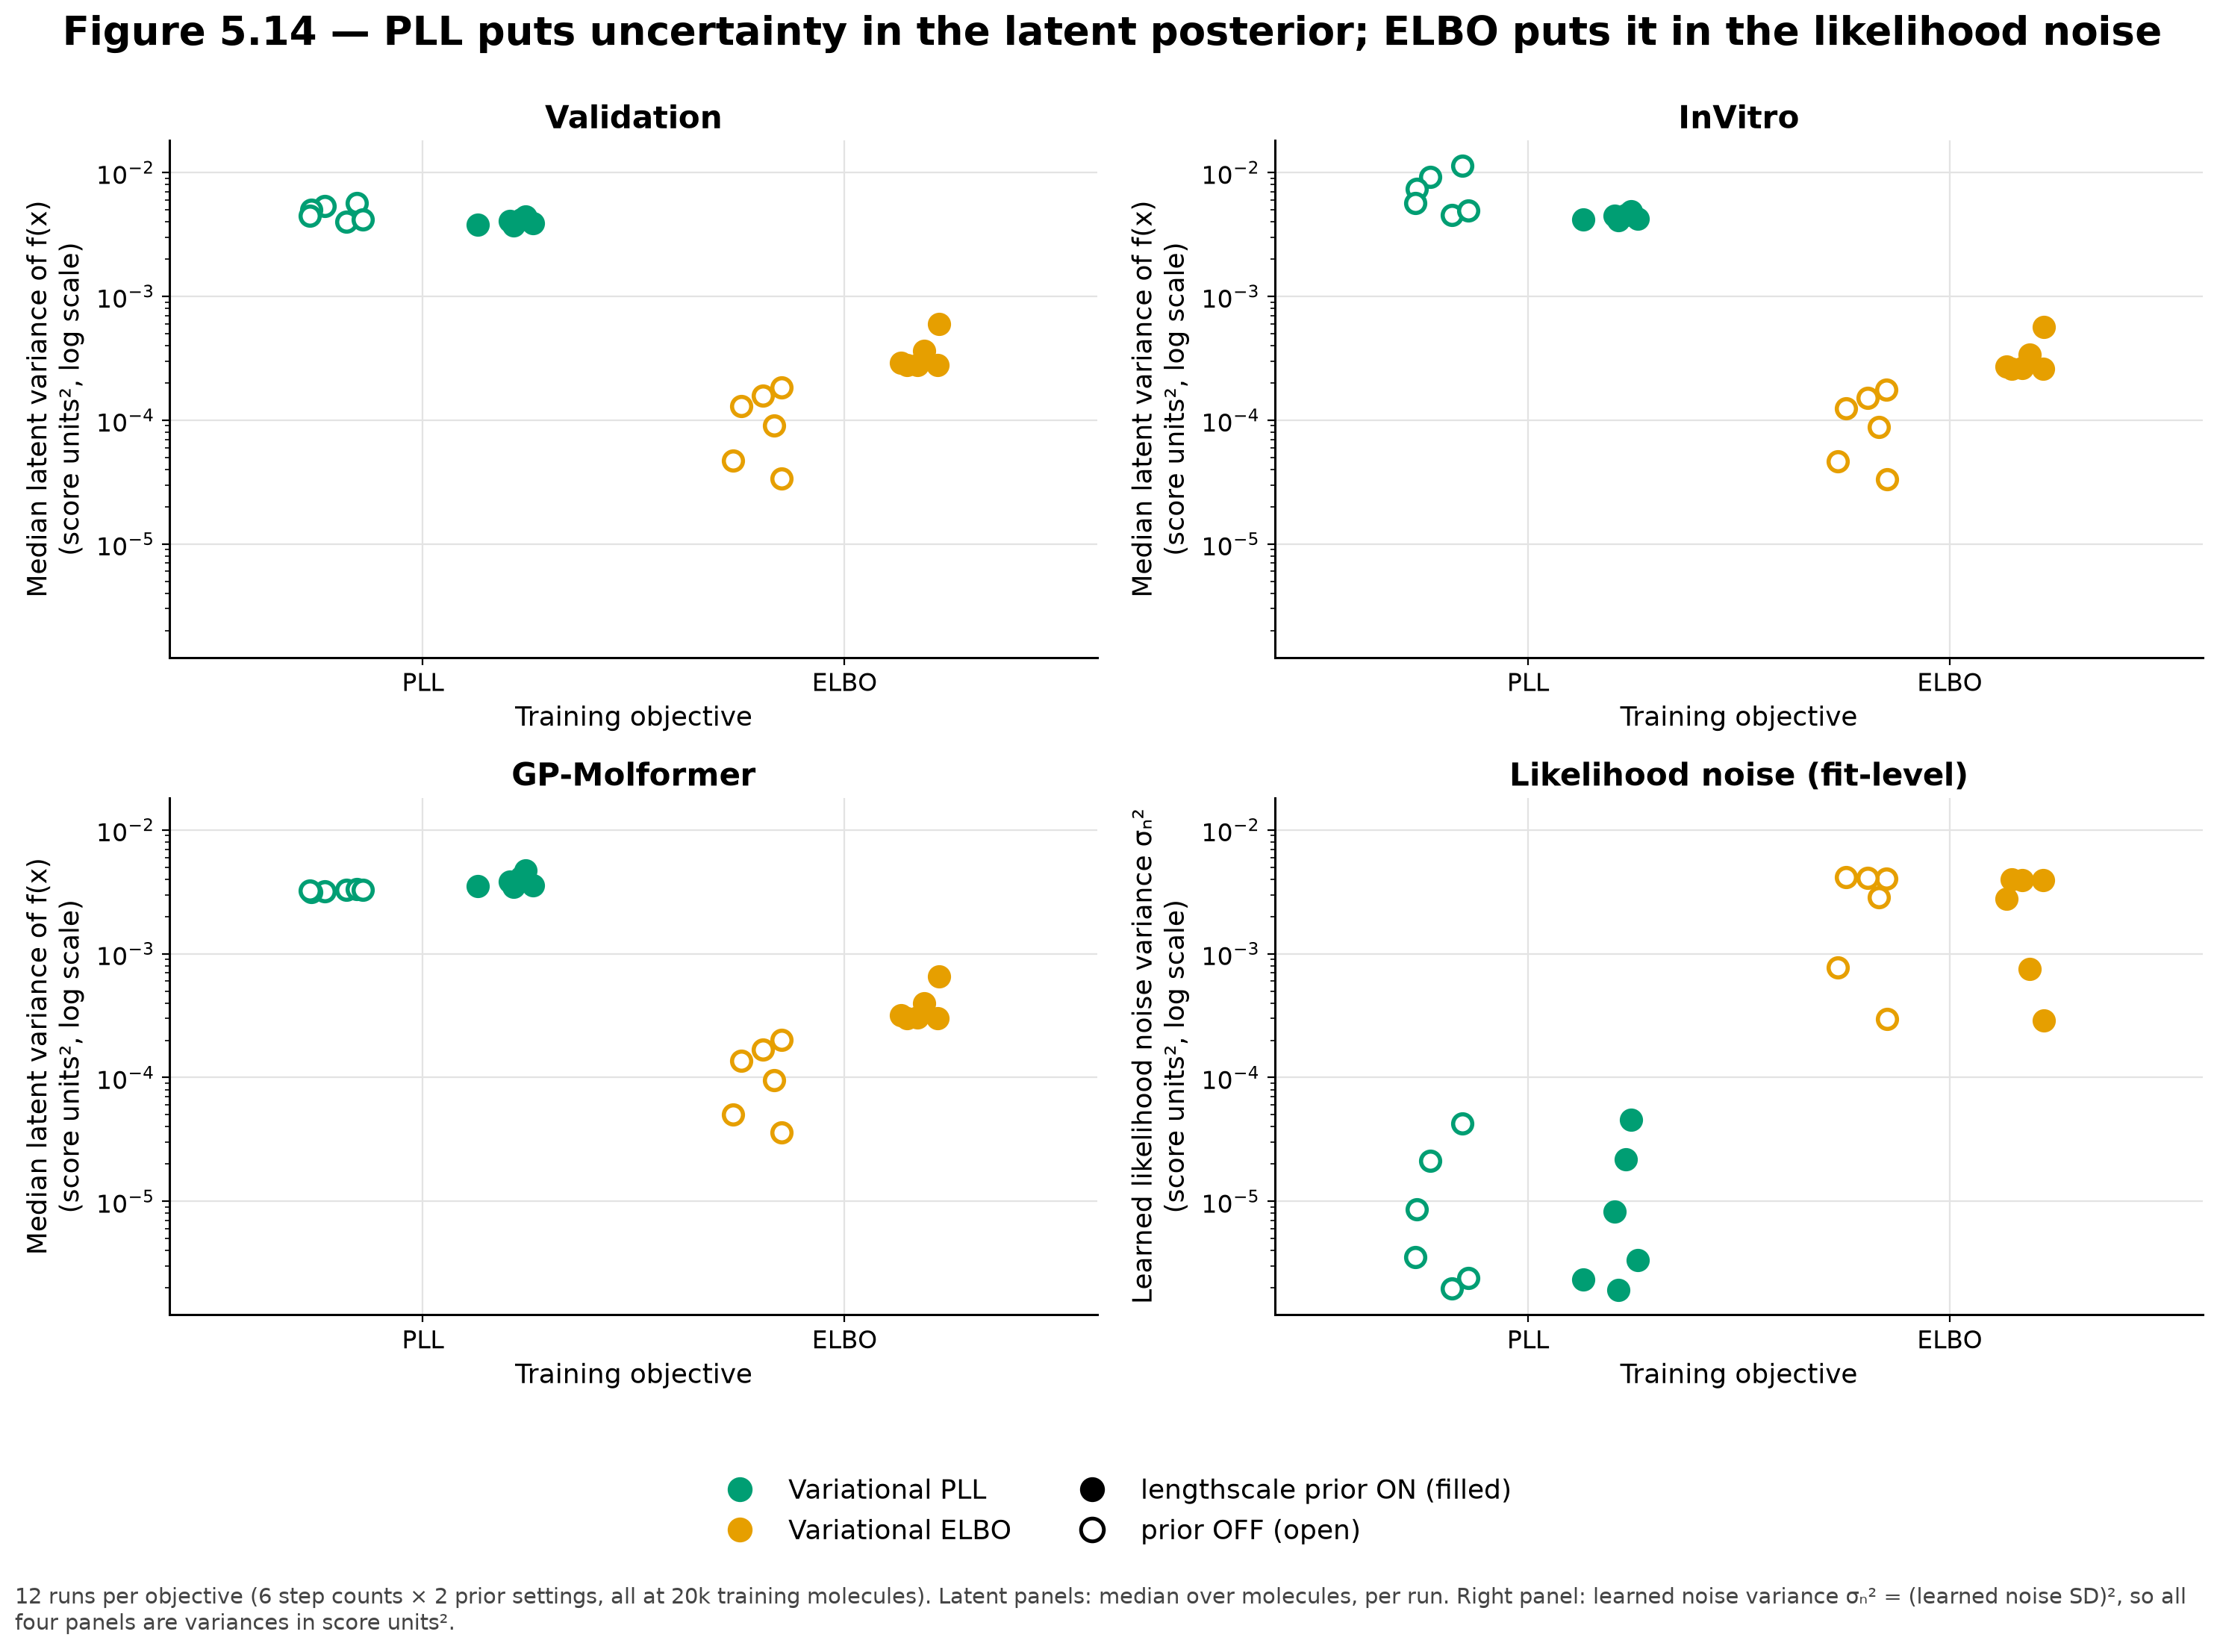 Figure 5.14 — PLL puts uncertainty in the latent posterior; ELBO puts it in the likelihood noise
Validation
Median latent variance of f(x)
(score units², log scale)
10⁻²
10⁻³
10⁻⁴
10⁻⁵
PLL
ELBO
Training objective
InVitro
Median latent variance of f(x)
(score units², log scale)
10⁻²
10⁻³
10⁻⁴
10⁻⁵
PLL
ELBO
Training objective
GP-Molformer
Median latent variance of f(x)
(score units², log scale)
10⁻²
10⁻³
10⁻⁴
10⁻⁵
PLL
ELBO
Training objective
Likelihood noise (fit-level)
Learned likelihood noise variance σₙ²
(score units², log scale)
10⁻²
10⁻³
10⁻⁴
10⁻⁵
PLL
ELBO
Training objective
Variational PLL
Variational ELBO
lengthscale prior ON (filled)
prior OFF (open)
12 runs per objective (6 step counts × 2 prior settings, all at 20k training molecules). Latent panels: median over molecules, per run. Right panel: learned noise variance σₙ² = (learned noise SD)², so all
four panels are variances in score units².